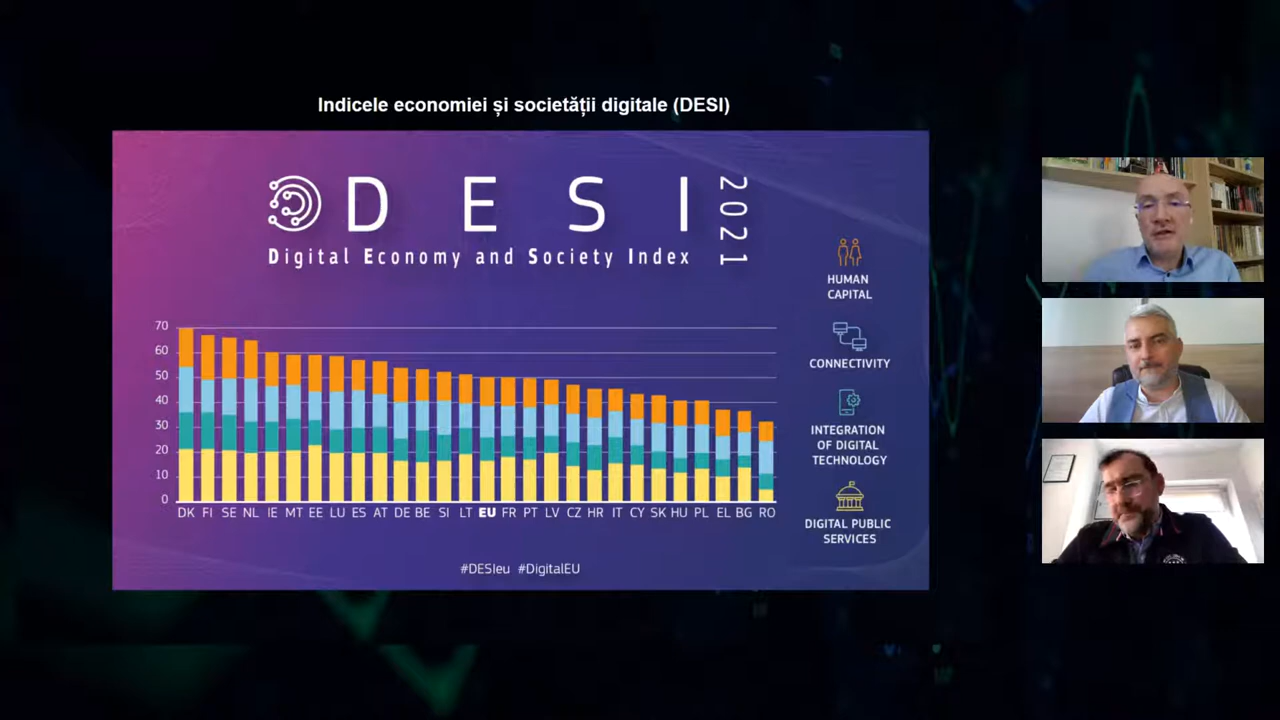 Indicele economiei și societății digitale (DESI)
DESI 2021
Digital Economy and Society Index
HUMAN
CAPITAL
CONNECTIVITY
INTEGRATION
OF DIGITAL
TECHNOLOGY
DIGITAL PUBLIC
SERVICES
70
60
50
40
30
20
10
0
DK FI SE NL IE MT EE LU ES AT DE BE SI LT EU FR PT LV CZ HR IT CY SK HU PL EL BG RO
#DESIeu #DigitalEU